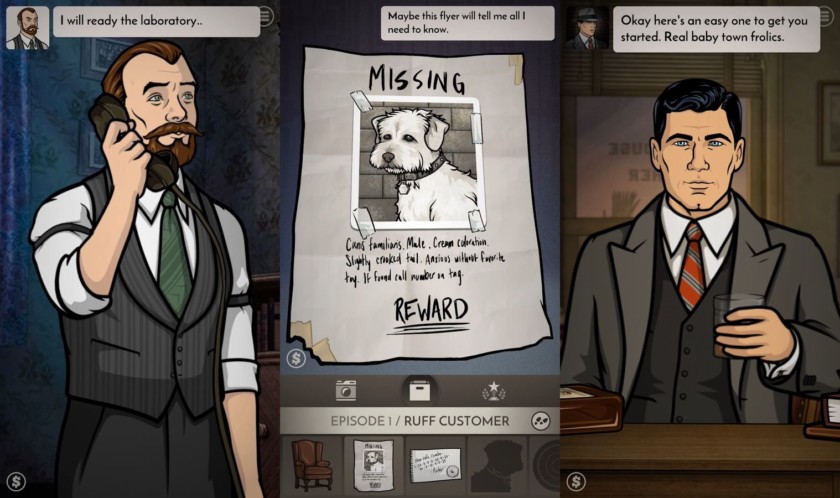 I will ready the laboratory..
Maybe this flyer will tell me all I
need to know.
MISSING
Canis familiaris. Male. Cream coloration.
Slightly crooked tail. Anxious without favorite
toy. If found call number on tag.
REWARD
$
EPISODE 1 / RUFF CUSTOMER
MISSING
REWARD
Okay here's an easy one to get you
started. Real baby town frolics.
$
$